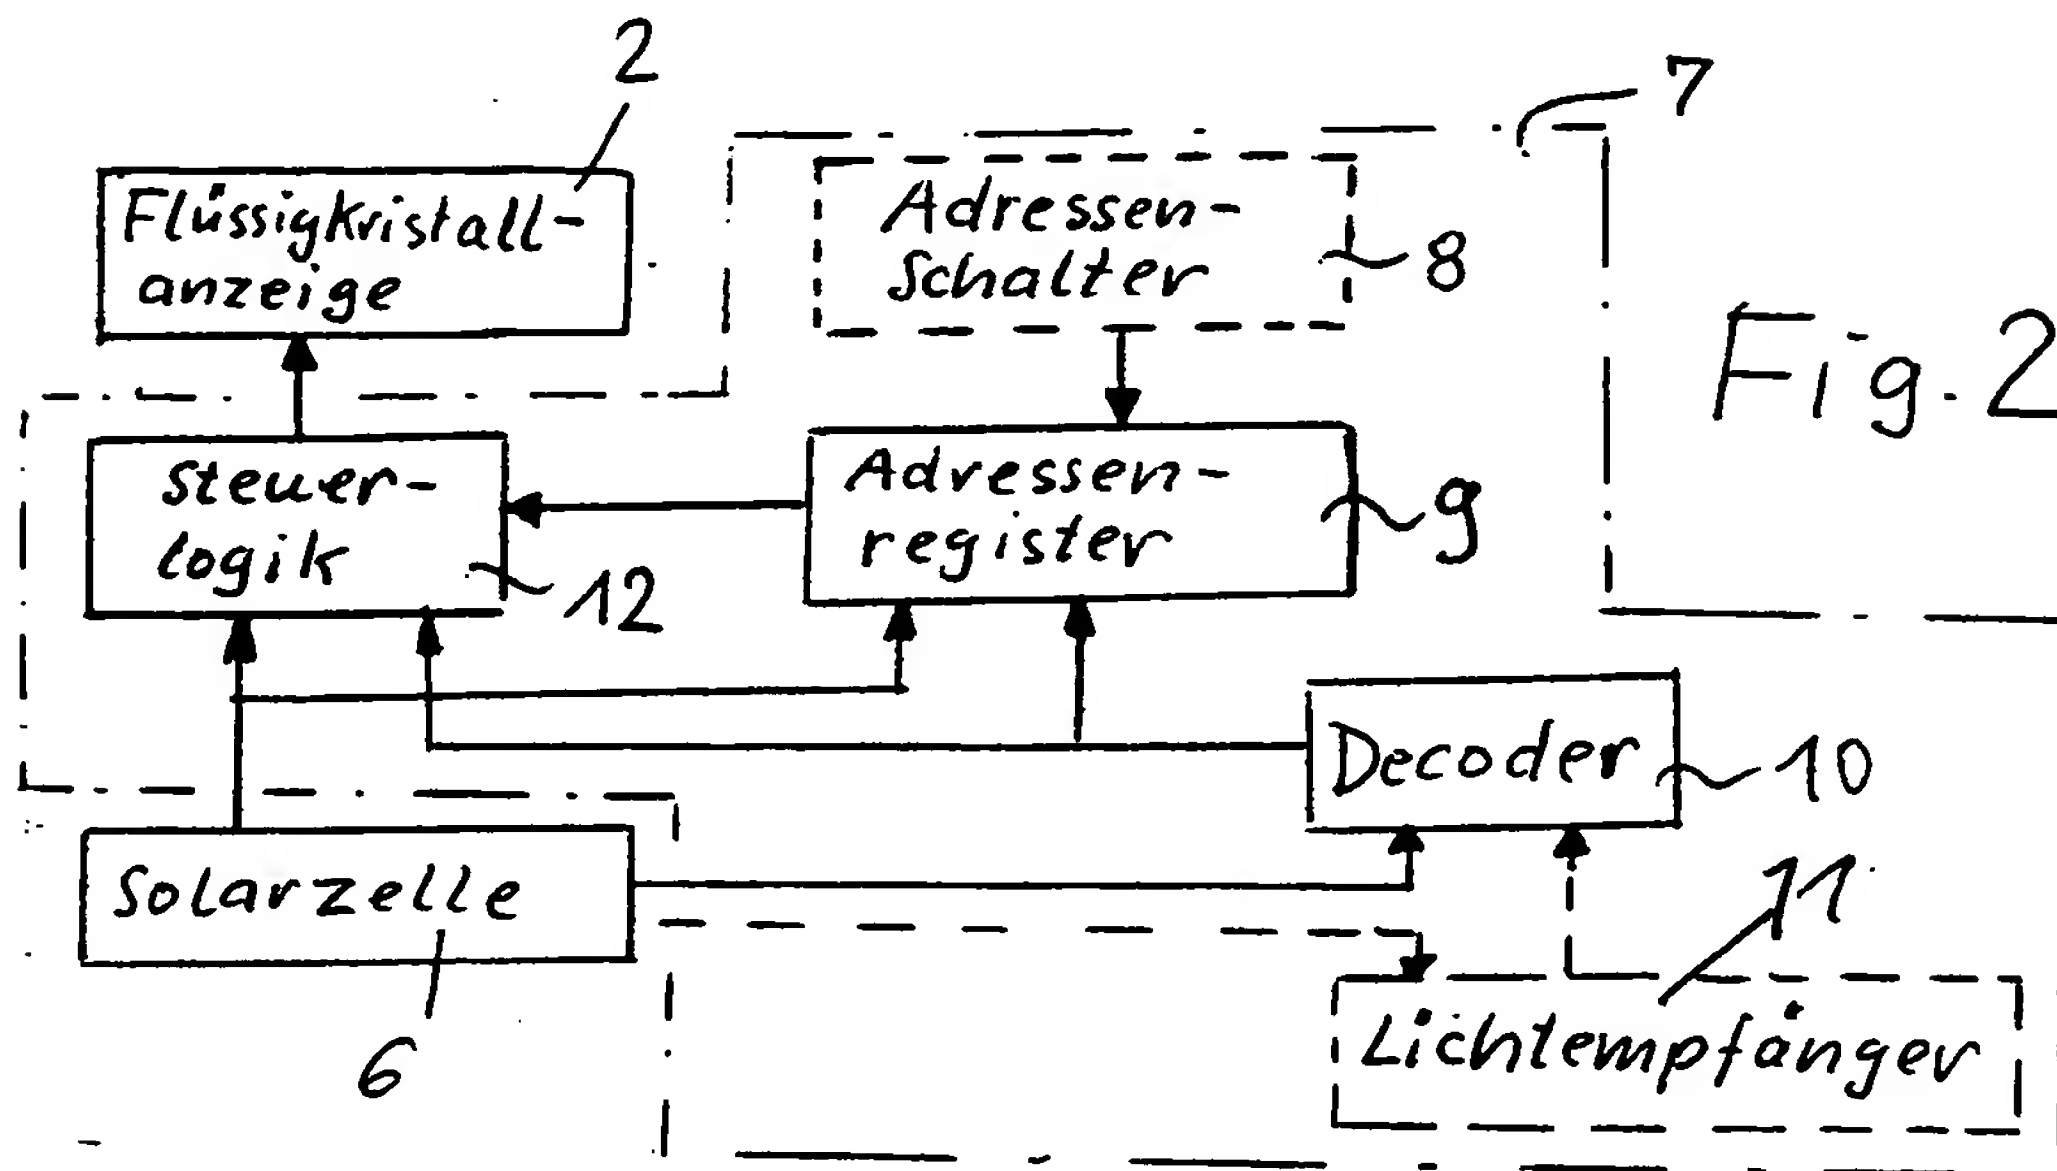 2
7
Flüssigkristall-
anzeige
Adressen-
Schalter
8
Fig. 2
Steuer-
logik
12
Adressen-
register
9
Decoder
10
Solarzelle
6
11
Lichtempfänger